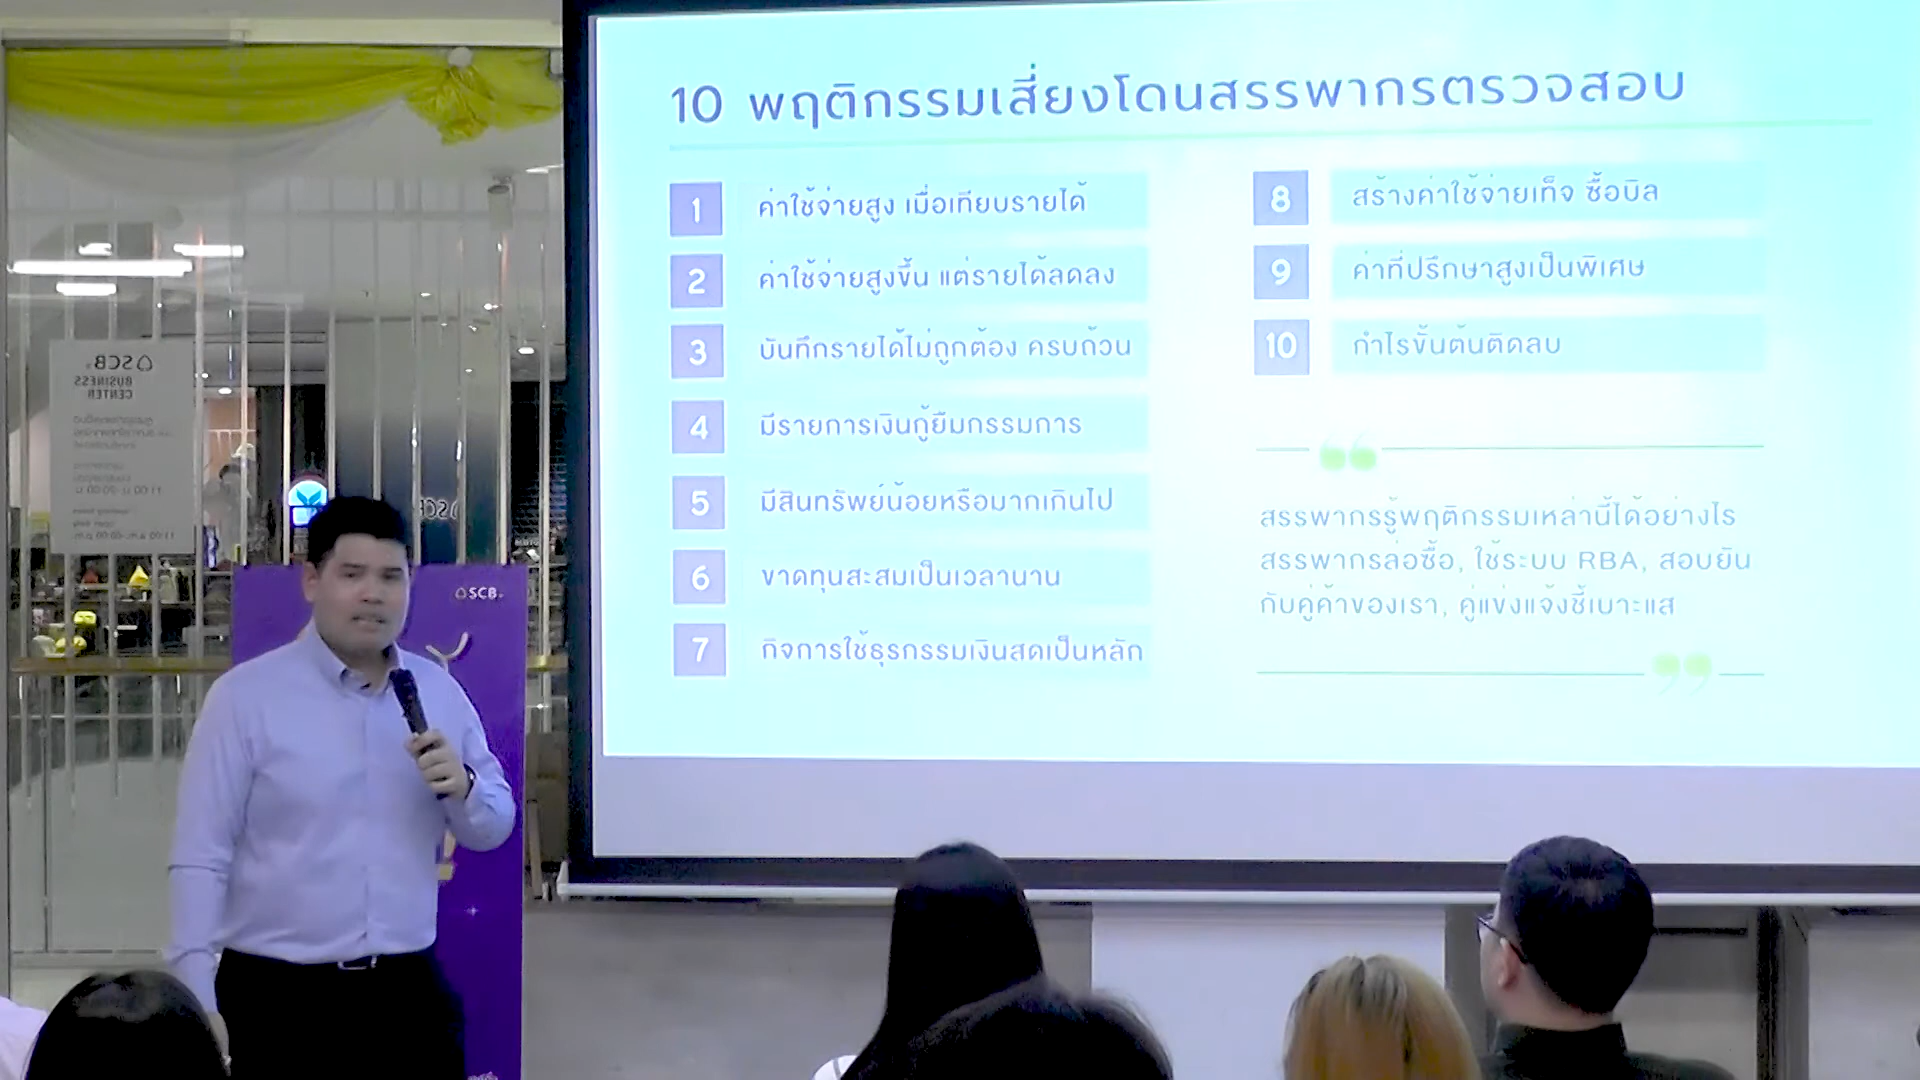 10 พฤติกรรมเสี่ยงโดนสรรพากรตรวจสอบ
1 ค่าใช้จ่ายสูง เมื่อเทียบรายได้
2 ค่าใช้จ่ายสูงขึ้น แต่รายได้ลดลง
3 บันทึกรายได้ไม่ถูกต้อง ครบถ้วน
4 มีรายการเงินกู้ยืมกรรมการ
5 มีสินทรัพย์น้อยหรือมากเกินไป
6 ขาดทุนสะสมเป็นเวลานาน
7 กิจการใช้ธุรกรรมเงินสดเป็นหลัก
8 สร้างค่าใช้จ่ายเท็จ ซื้อบิล
9 ค่าที่ปรึกษาสูงเป็นพิเศษ
10 กำไรขั้นต้นติดลบ
สรรพากรรู้พฤติกรรมเหล่านี้ได้อย่างไร
สรรพากรล่อซื้อ, ใช้ระบบ RBA, สอบยัน
กับคู่ค้าของเรา, คู่แข่งแจ้งชี้เบาะแส
SCB
BUSINESS
CENTER
SCB
SCB